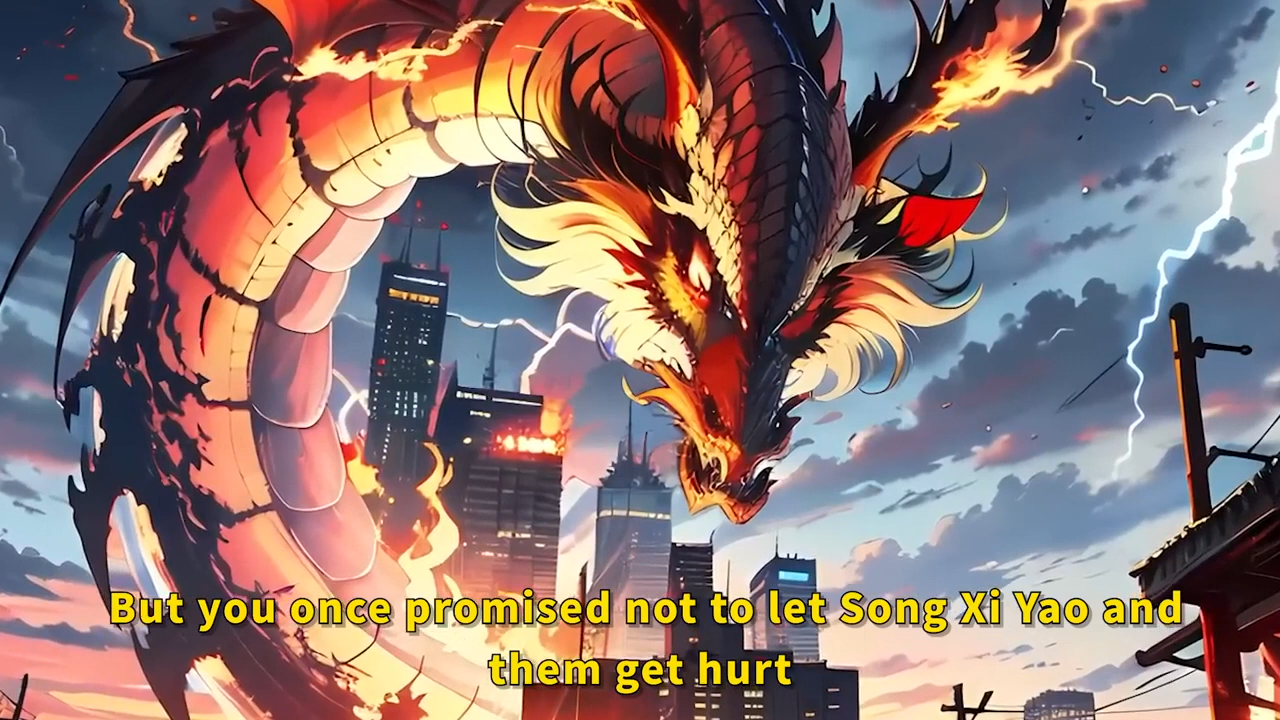 But you once promised not to let Song Xi Yao and
them get hurt